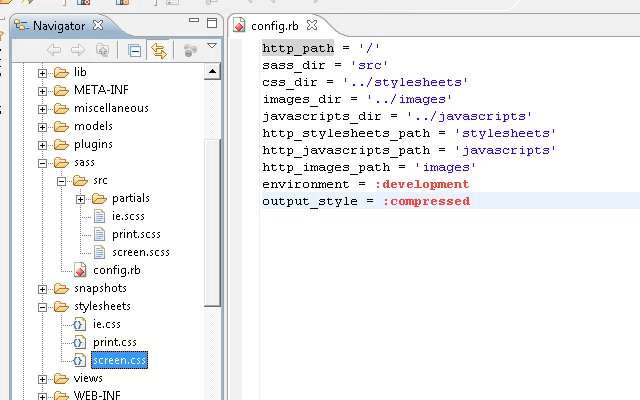 Navigator
lib
META-INF
miscellaneous
models
plugins
sass
src
partials
ie.scss
print.scss
screen.scss
config.rb
snapshots
stylesheets
ie.css
print.css
screen.css
views
WEB-INF
config.rb
http_path = '/'
sass_dir = 'src'
css_dir = '../stylesheets'
images_dir = '../images'
javascripts_dir = '../javascripts'
http_stylesheets_path = 'stylesheets'
http_javascripts_path = 'javascripts'
http_images_path = 'images'
environment = :development
output_style = :compressed